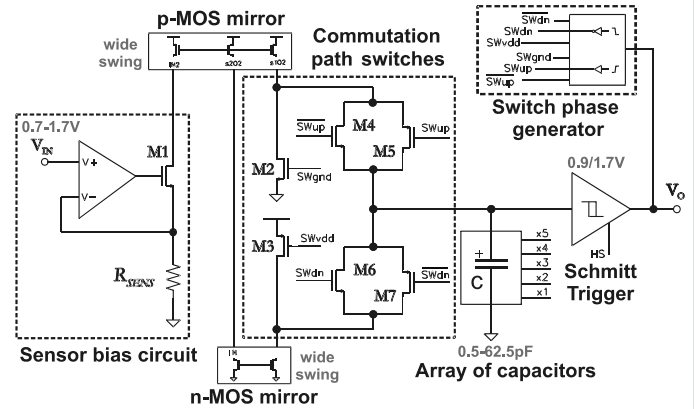 p-MOS mirror
wide
swing
s202
s102
Commutation
path switches
SWdn
SWdn
SWvdd
SWgnd
SWup
SWup
Switch phase
generator
0.7-1.7V
V_IN
V+
V-
M1
R_SENS
Sensor bias circuit
SWup
M4
M5
SWup
M2
SWgnd
M3
SWvdd
SWdn
M6
M7
SWdn
0.9/1.7V
V_O
HS
Schmitt
Trigger
+
C
x5
x4
x3
x2
x1
0.5-62.5pF
Array of capacitors
wide
swing
n-MOS mirror